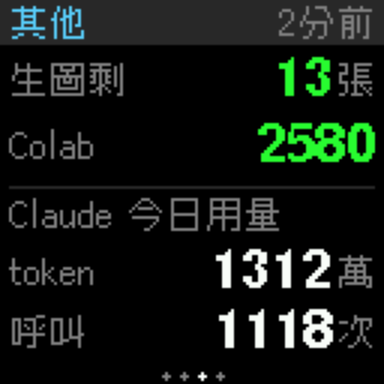 其他 2分前
生圖剩 13張
Colab 2580
Claude 今日用量
token 1312萬
呼叫 1118次